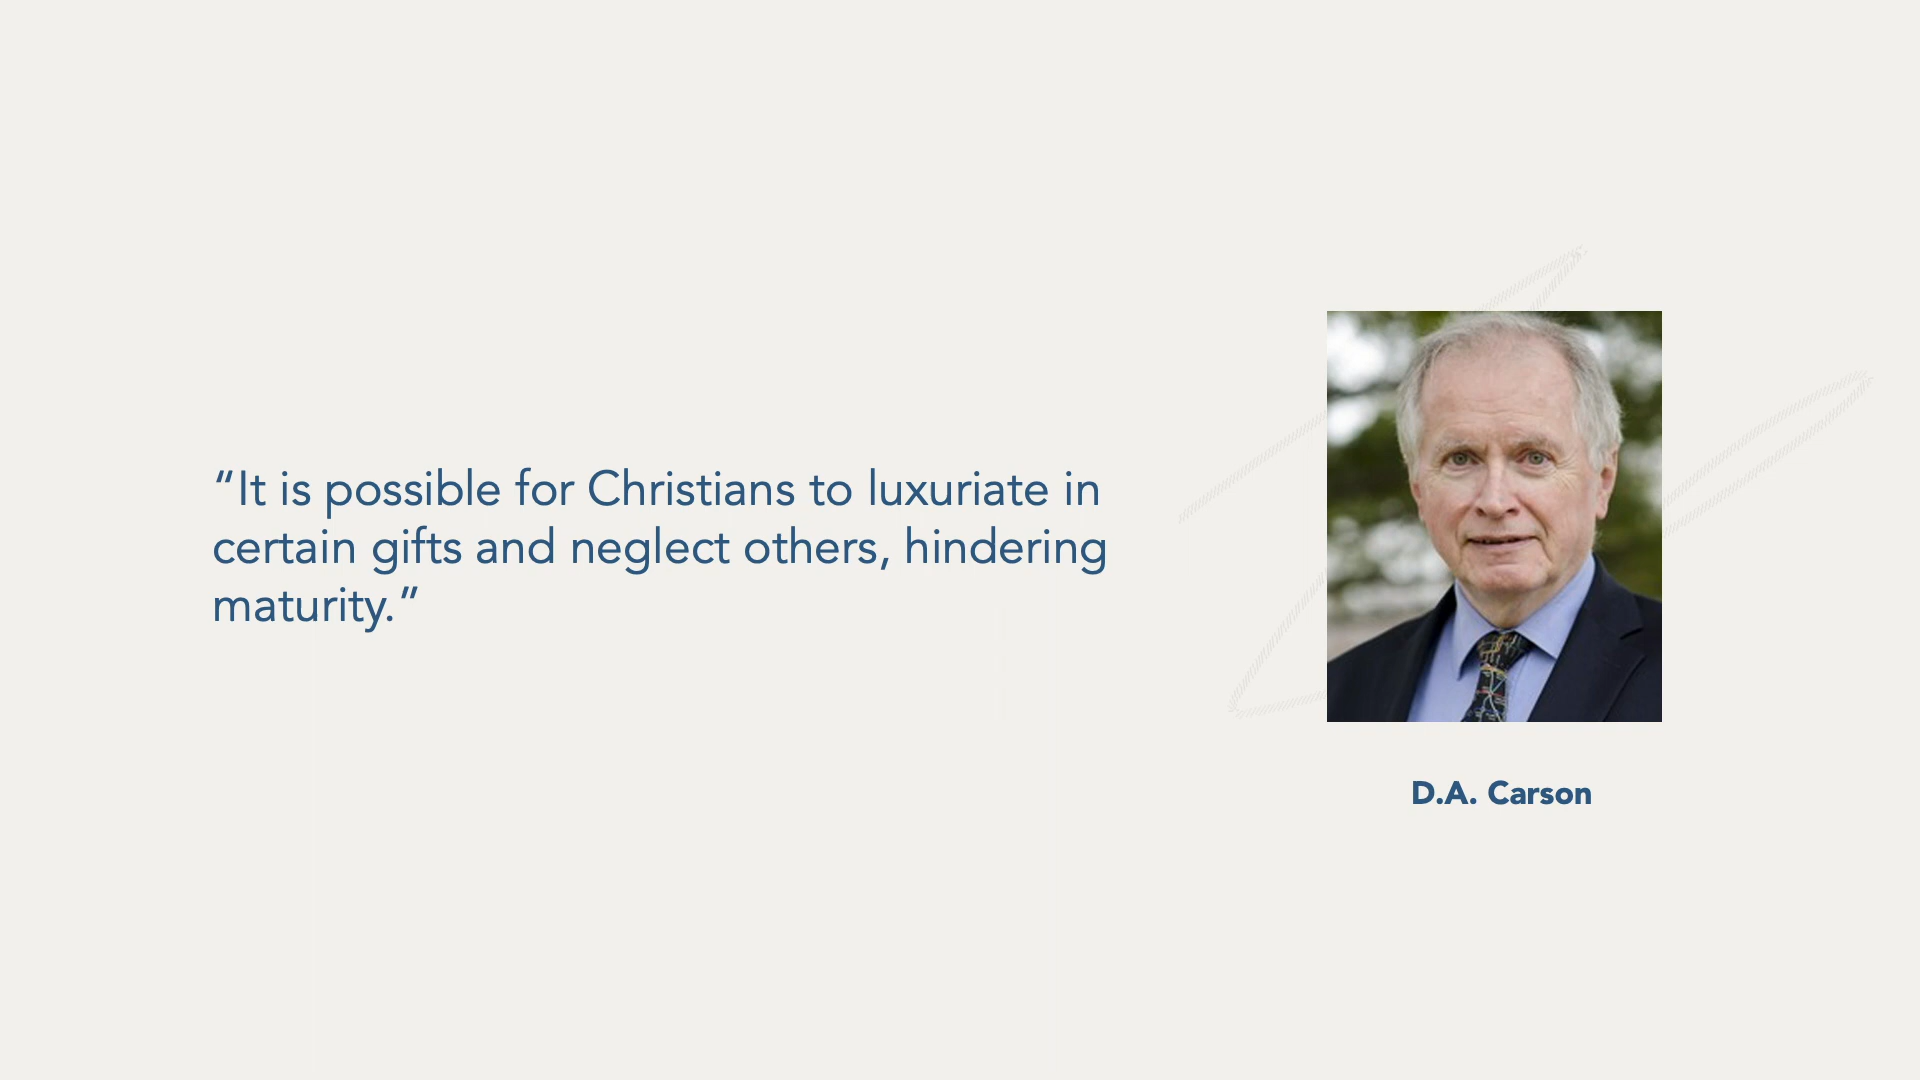 “It is possible for Christians to luxuriate in
certain gifts and neglect others, hindering
maturity.”
D.A. Carson